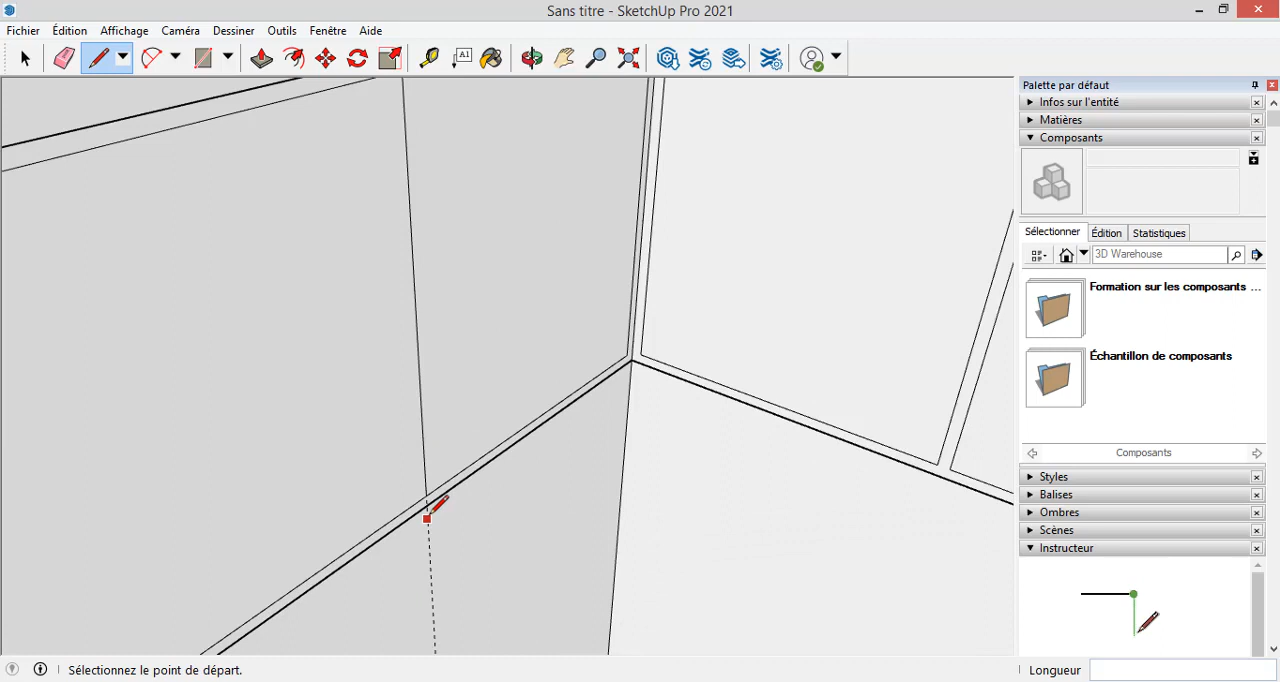 Sans titre - SketchUp Pro 2021
Fichier Édition Affichage Caméra Dessiner Outils Fenêtre Aide
A1
Palette par défaut
Infos sur l'entité
Matières
Composants
Sélectionner Édition Statistiques
3D Warehouse
Formation sur les composants ...
Échantillon de composants
Composants
Styles
Balises
Ombres
Scènes
Instructeur
Sélectionnez le point de départ.
Longueur